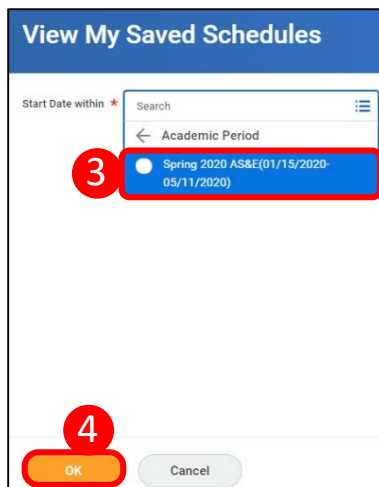 View My Saved Schedules
Start Date within *
Search
← Academic Period
3
Spring 2020 AS&E(01/15/2020-
05/11/2020)
4
OK
Cancel